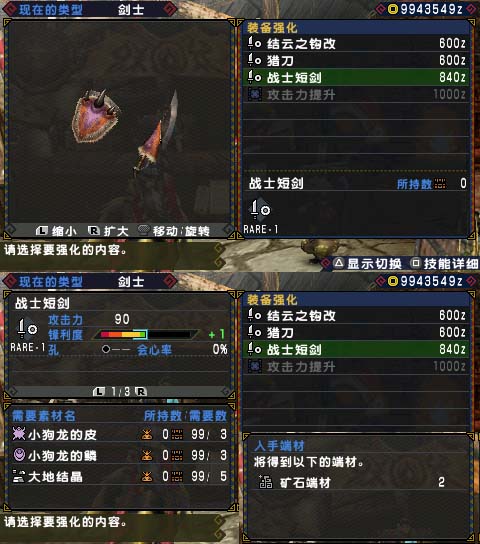 现在的类型 剑士
9943549z
装备强化
结云之钩改 600z
猎刀 600z
战士短剑 840z
攻击力提升 1000z
战士短剑 所持数 0
RARE-1
L 缩小 R 扩大 移动/旋转
请选择要强化的内容。
△显示切换 □技能详细
现在的类型 剑士
9943549z
战士短剑
攻击力 90
锋利度 +1
RARE-1 孔 ●ーー 会心率 0%
L 1/3 R
需要素材名 所持数/需要数
小狗龙的皮 0 99/ 3
小狗龙的鳞 0 99/ 3
大地结晶 0 99/ 5
请选择要强化的内容。
装备强化
结云之钩改 600z
猎刀 600z
战士短剑 840z
攻击力提升 1000z
入手端材
将得到以下的端材。
矿石端材 2